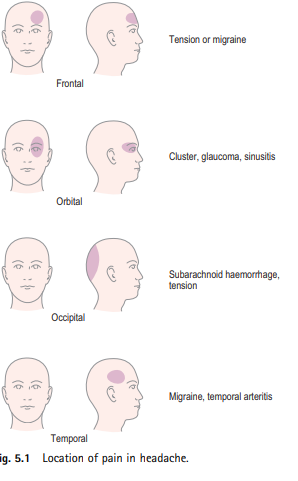 Tension or migraine
Frontal
Cluster, glaucoma, sinusitis
Orbital
Subarachnoid haemorrhage,
tension
Occipital
Migraine, temporal arteritis
Temporal
ig. 5.1 Location of pain in headache.